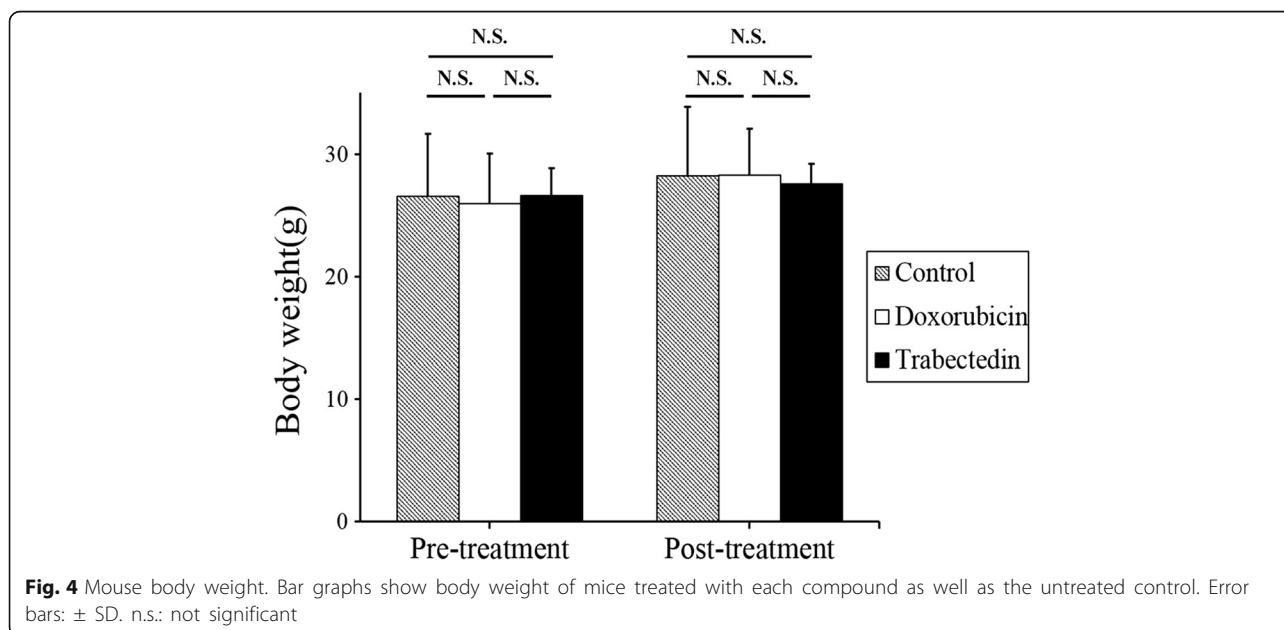 N.S.
N.S.
N.S.
N.S.
N.S.
N.S.
Body weight(g)
30
20
10
0
Pre-treatment
Post-treatment
Control
Doxorubicin
Trabectedin
Fig. 4 Mouse body weight. Bar graphs show body weight of mice treated with each compound as well as the untreated control. Error
bars: ± SD. n.s.: not significant